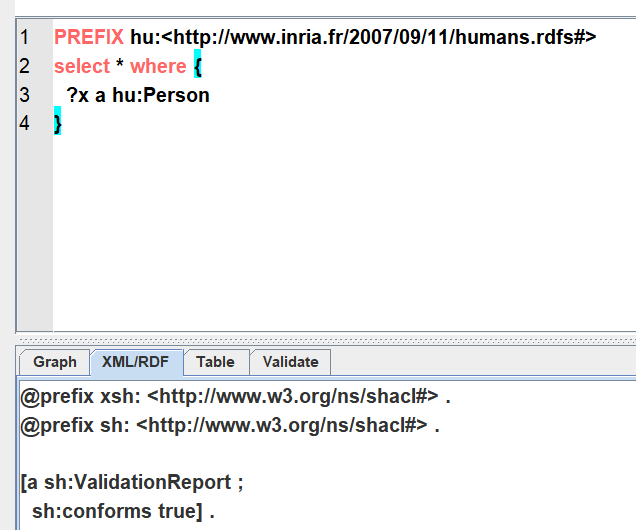 1 PREFIX hu:<http://www.inria.fr/2007/09/11/humans.rdfs#>
2 select * where {
3 ?x a hu:Person
4 }
Graph XML/RDF Table Validate
@prefix xsh: <http://www.w3.org/ns/shacl#> .
@prefix sh: <http://www.w3.org/ns/shacl#> .
[a sh:ValidationReport ;
sh:conforms true] .